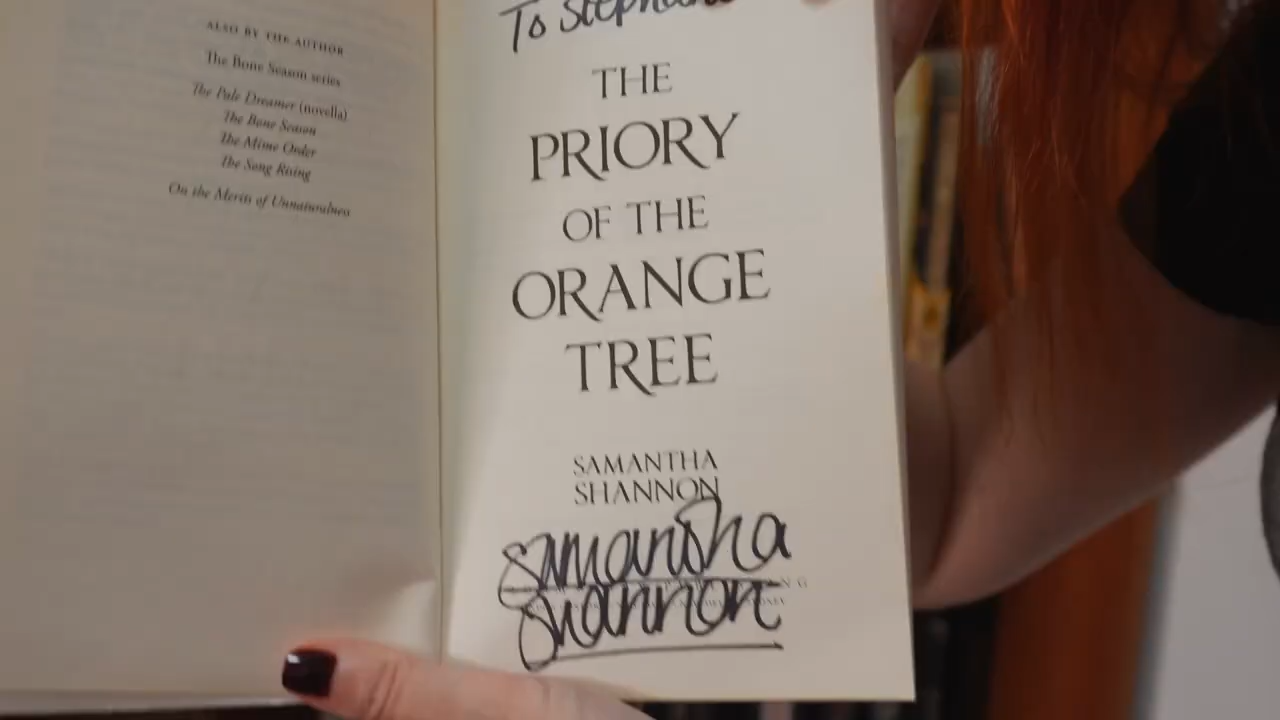 ALSO BY THE AUTHOR
The Bone Season series
The Pale Dreamer (novella)
The Bone Season
The Mime Order
The Song Rising
On the Merits of Unnaturalness
To
THE
PRIORY
OF THE
ORANGE
TREE
SAMANTHA
SHANNON
Samantha
Shannon